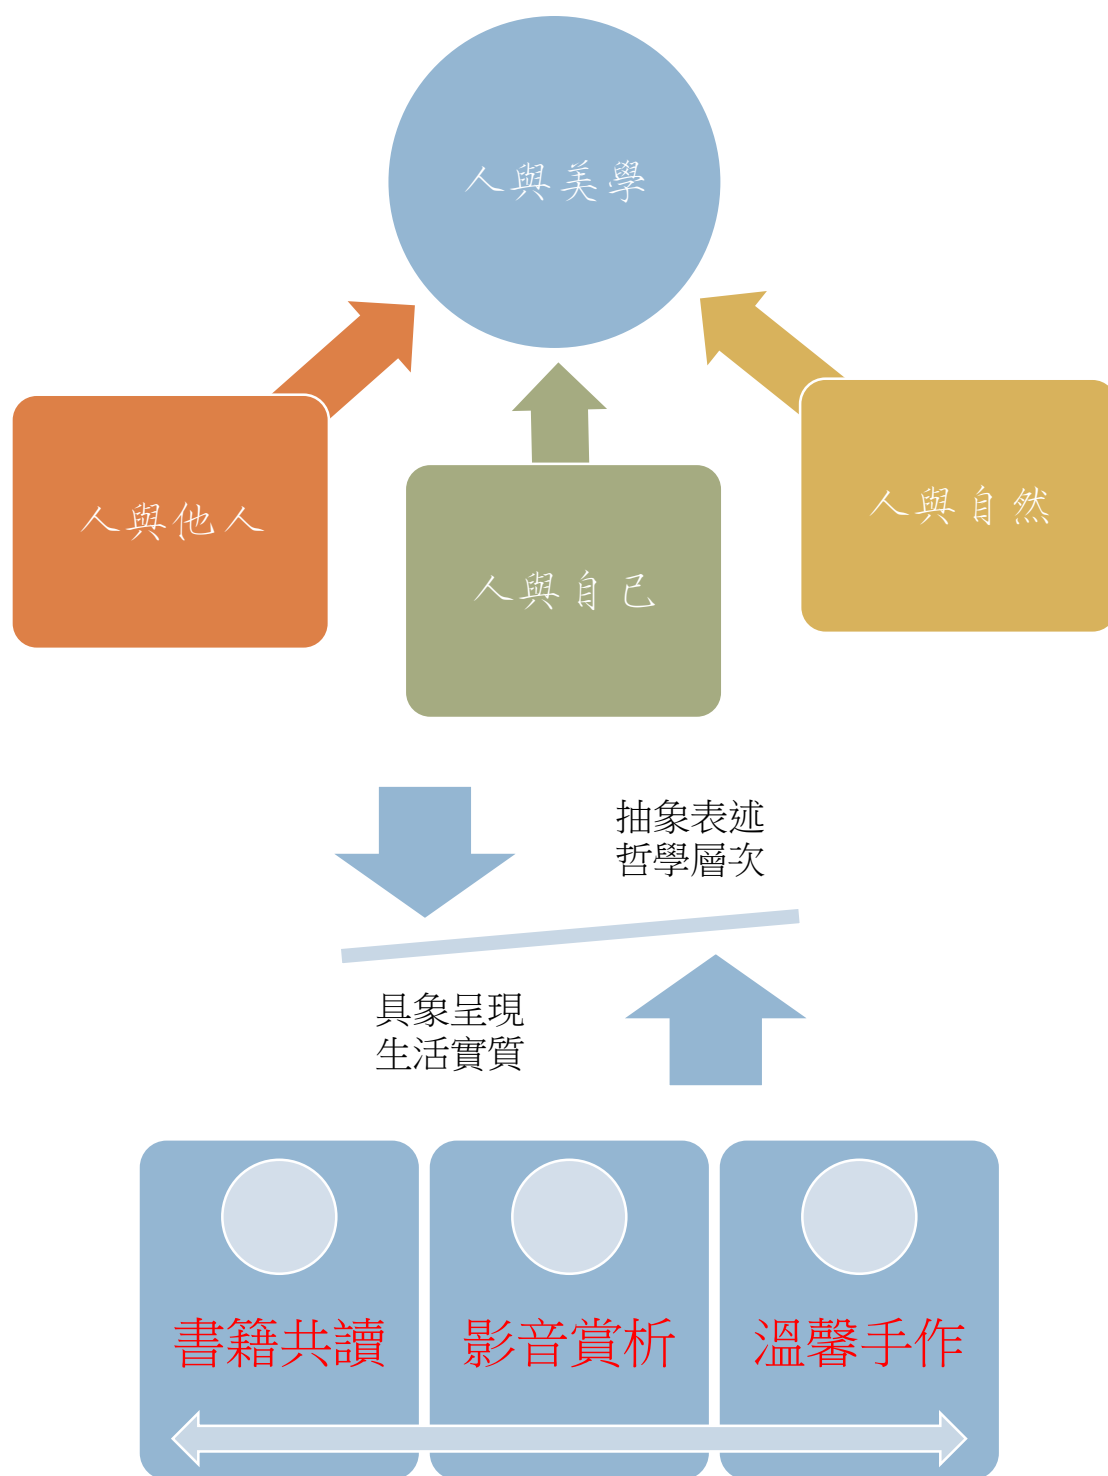 人與美學
人與他人
人與自己
人與自然
抽象表述
哲學層次
具象呈現
生活實質
書籍共讀
影音賞析
溫馨手作